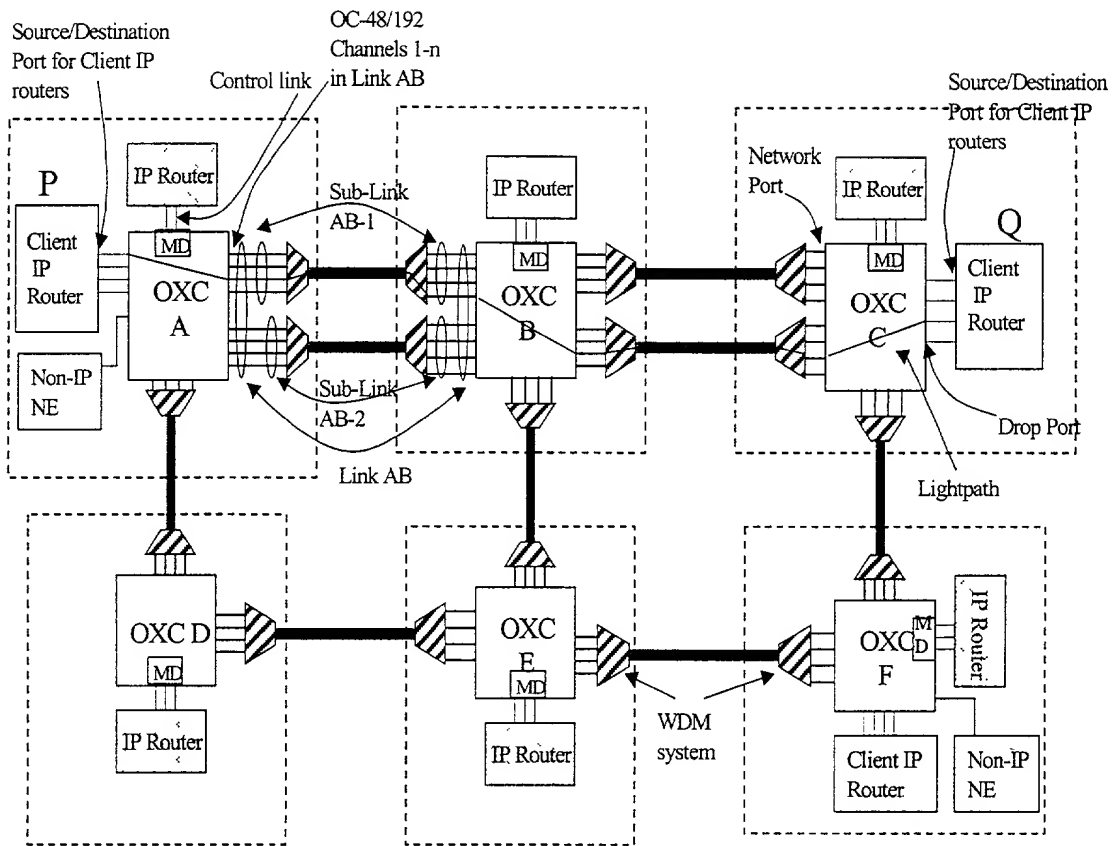 OC-48/192
Channels 1-n
in Link AB
Source/Destination
Port for Client IP
routers
Control link
Source/Destination
Port for Client IP
routers
P
IP Router
MD
Client
IP
Router
OXC
A
Non-IP
NE
Sub-Link
AB-1
Sub-Link
AB-2
Link AB
IP Router
MD
OXC
B
Network
Port
IP Router
MD
OXC
C
Q
Client
IP
Router
Drop Port
Lightpath
OXC D
MD
IP Router
OXC
E
MD
IP Router
WDM
system
OXC
F
M
D
IP Router
Client IP
Router
Non-IP
NE